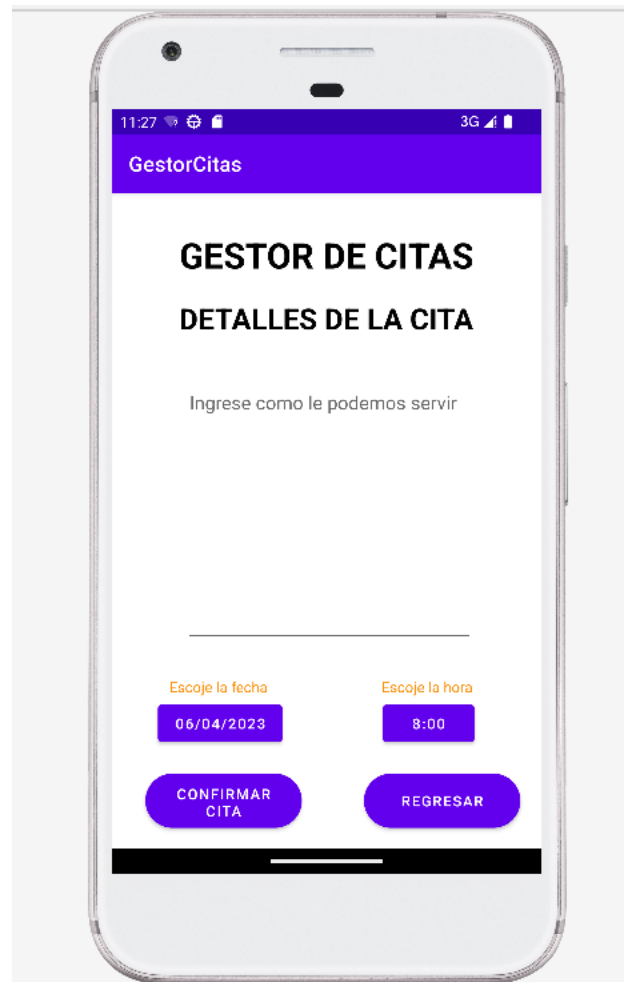 11:27 3G
GestorCitas
GESTOR DE CITAS
DETALLES DE LA CITA
Ingrese como le podemos servir
Escoje la fecha Escoje la hora
06/04/2023 8:00
CONFIRMAR
CITA
REGRESAR